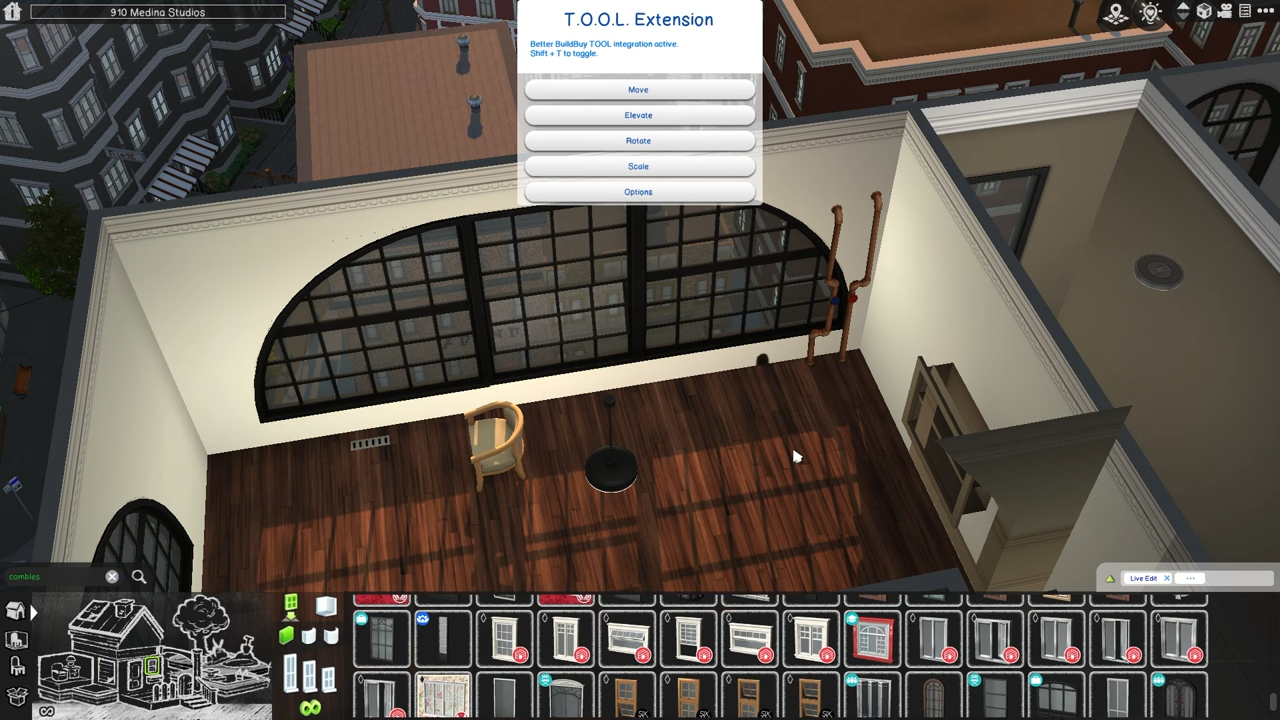 910 Medina Studios
T.O.O.L. Extension
Better BuildBuy TOOL integration active.
Shift + T to toggle.
Move
Elevate
Rotate
Scale
Options
combles
Live Edit
...